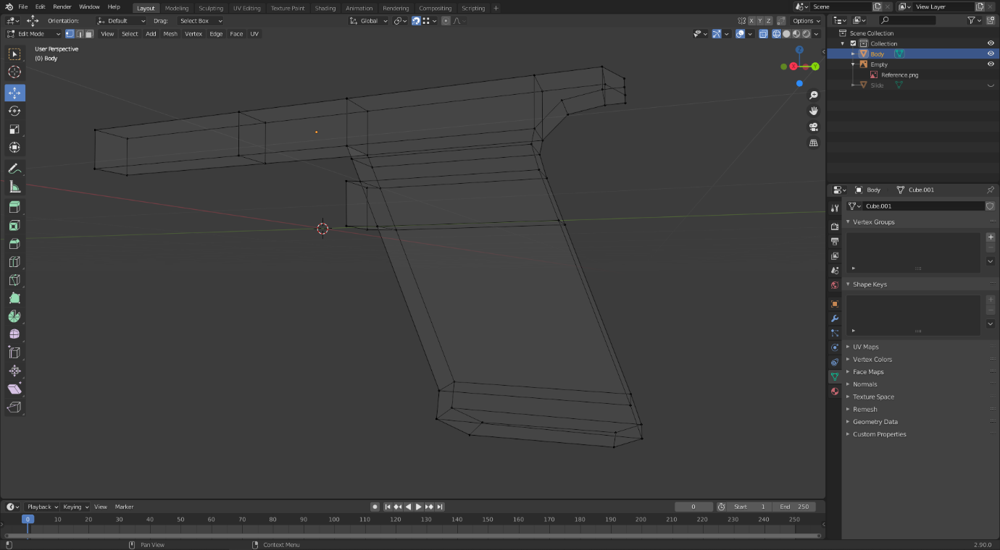 File Edit Render Window Help Layout Modeling Sculpting UV Editing Texture Paint Shading Animation Rendering Compositing Scripting + Scene View Layer
Orientation: Default Drag: Select Box Global X Y Z Options
Edit Mode View Select Add Mesh Vertex Edge Face UV
User Perspective
(0) Body
Z
X
Y
Scene Collection
Collection
Body
Empty
Reference.png
Slide
Body Cube.001
Cube.001
Vertex Groups
Shape Keys
UV Maps
Vertex Colors
Face Maps
Normals
Texture Space
Remesh
Geometry Data
Custom Properties
Playback Keying View Marker 0 Start 1 End 250
0 10 20 30 40 50 60 70 80 90 100 110 120 130 140 150 160 170 180 190 200 210 220 230 240 250
Pan View Context Menu 2.90.0